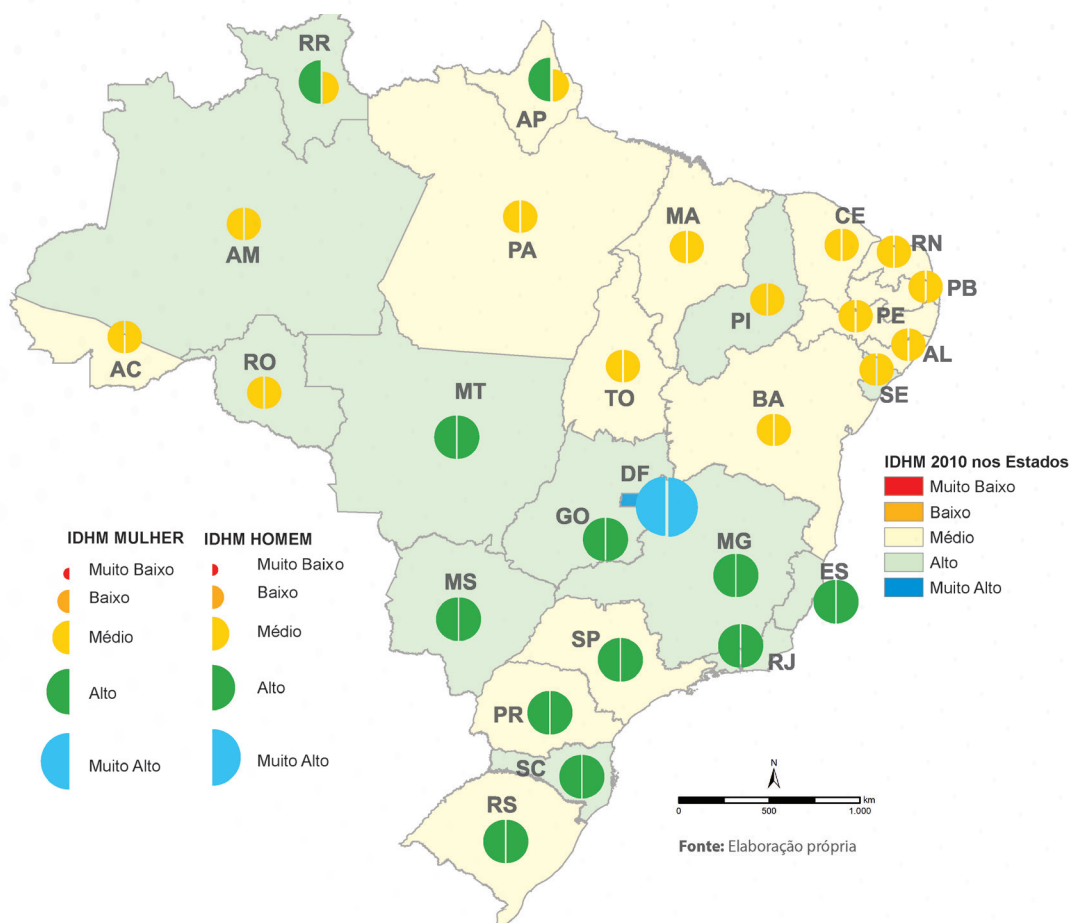 RR
AP
AM
PA
MA
CE
RN
PB
PE
PI
AL
SE
AC
RO
MT
TO
BA
DF
GO
MG
ES
MS
SP
RJ
PR
SC
RS
IDHM 2010 nos Estados
Muito Baixo
Baixo
Médio
Alto
Muito Alto
IDHM MULHER
Muito Baixo
Baixo
Médio
Alto
Muito Alto
IDHM HOMEM
Muito Baixo
Baixo
Médio
Alto
Muito Alto
N
km
0 500 1.000
Fonte: Elaboração própria